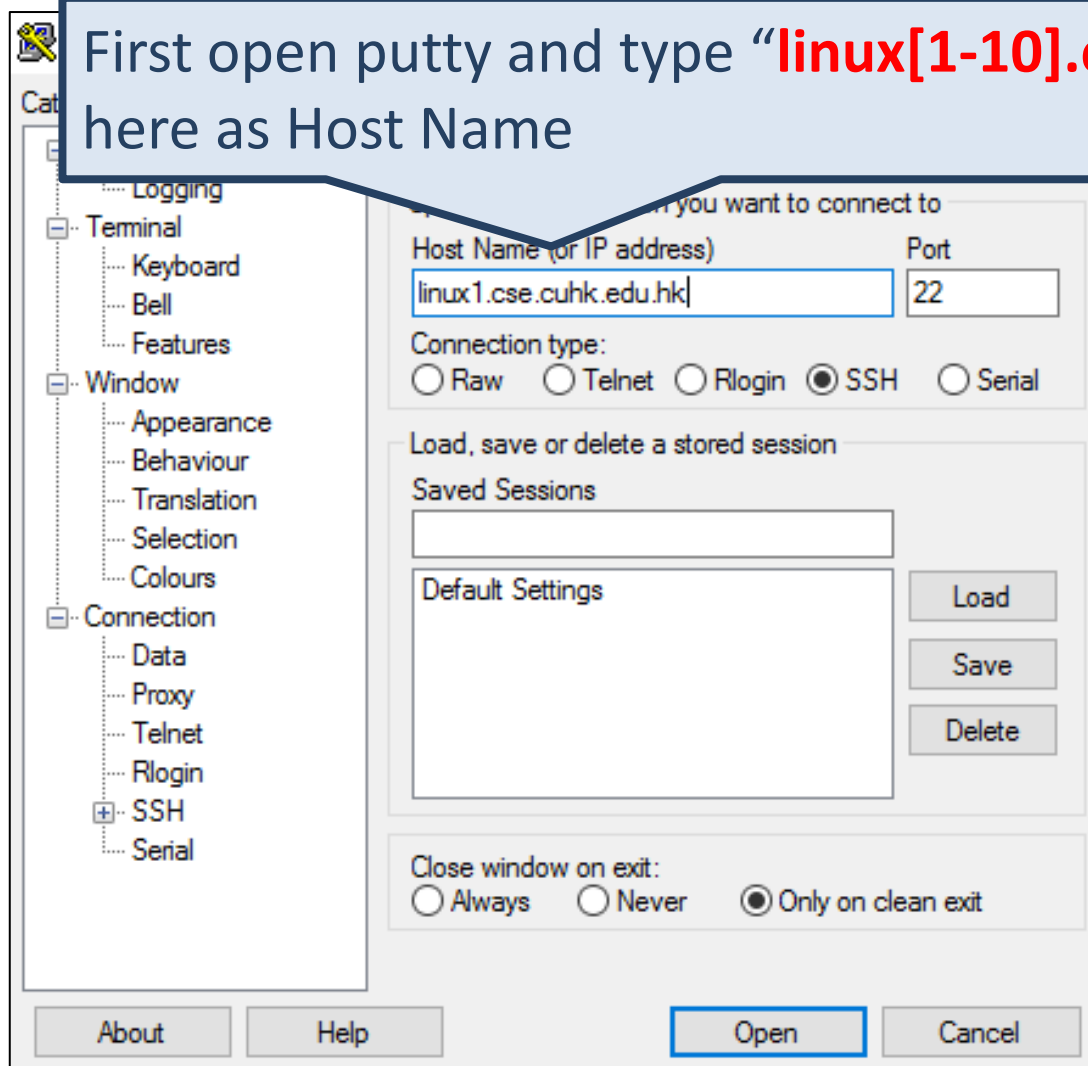 First open putty and type “linux[1-10].
here as Host Name
Cat
Logging
Terminal
Keyboard
Bell
Features
Window
Appearance
Behaviour
Translation
Selection
Colours
Connection
Data
Proxy
Telnet
Rlogin
SSH
Serial
you want to connect to
Host Name (or IP address) Port
linux1.cse.cuhk.edu.hk 22
Connection type:
Raw Telnet Rlogin SSH Serial
Load, save or delete a stored session
Saved Sessions
Default Settings
Load
Save
Delete
Close window on exit:
Always Never Only on clean exit
About Help Open Cancel